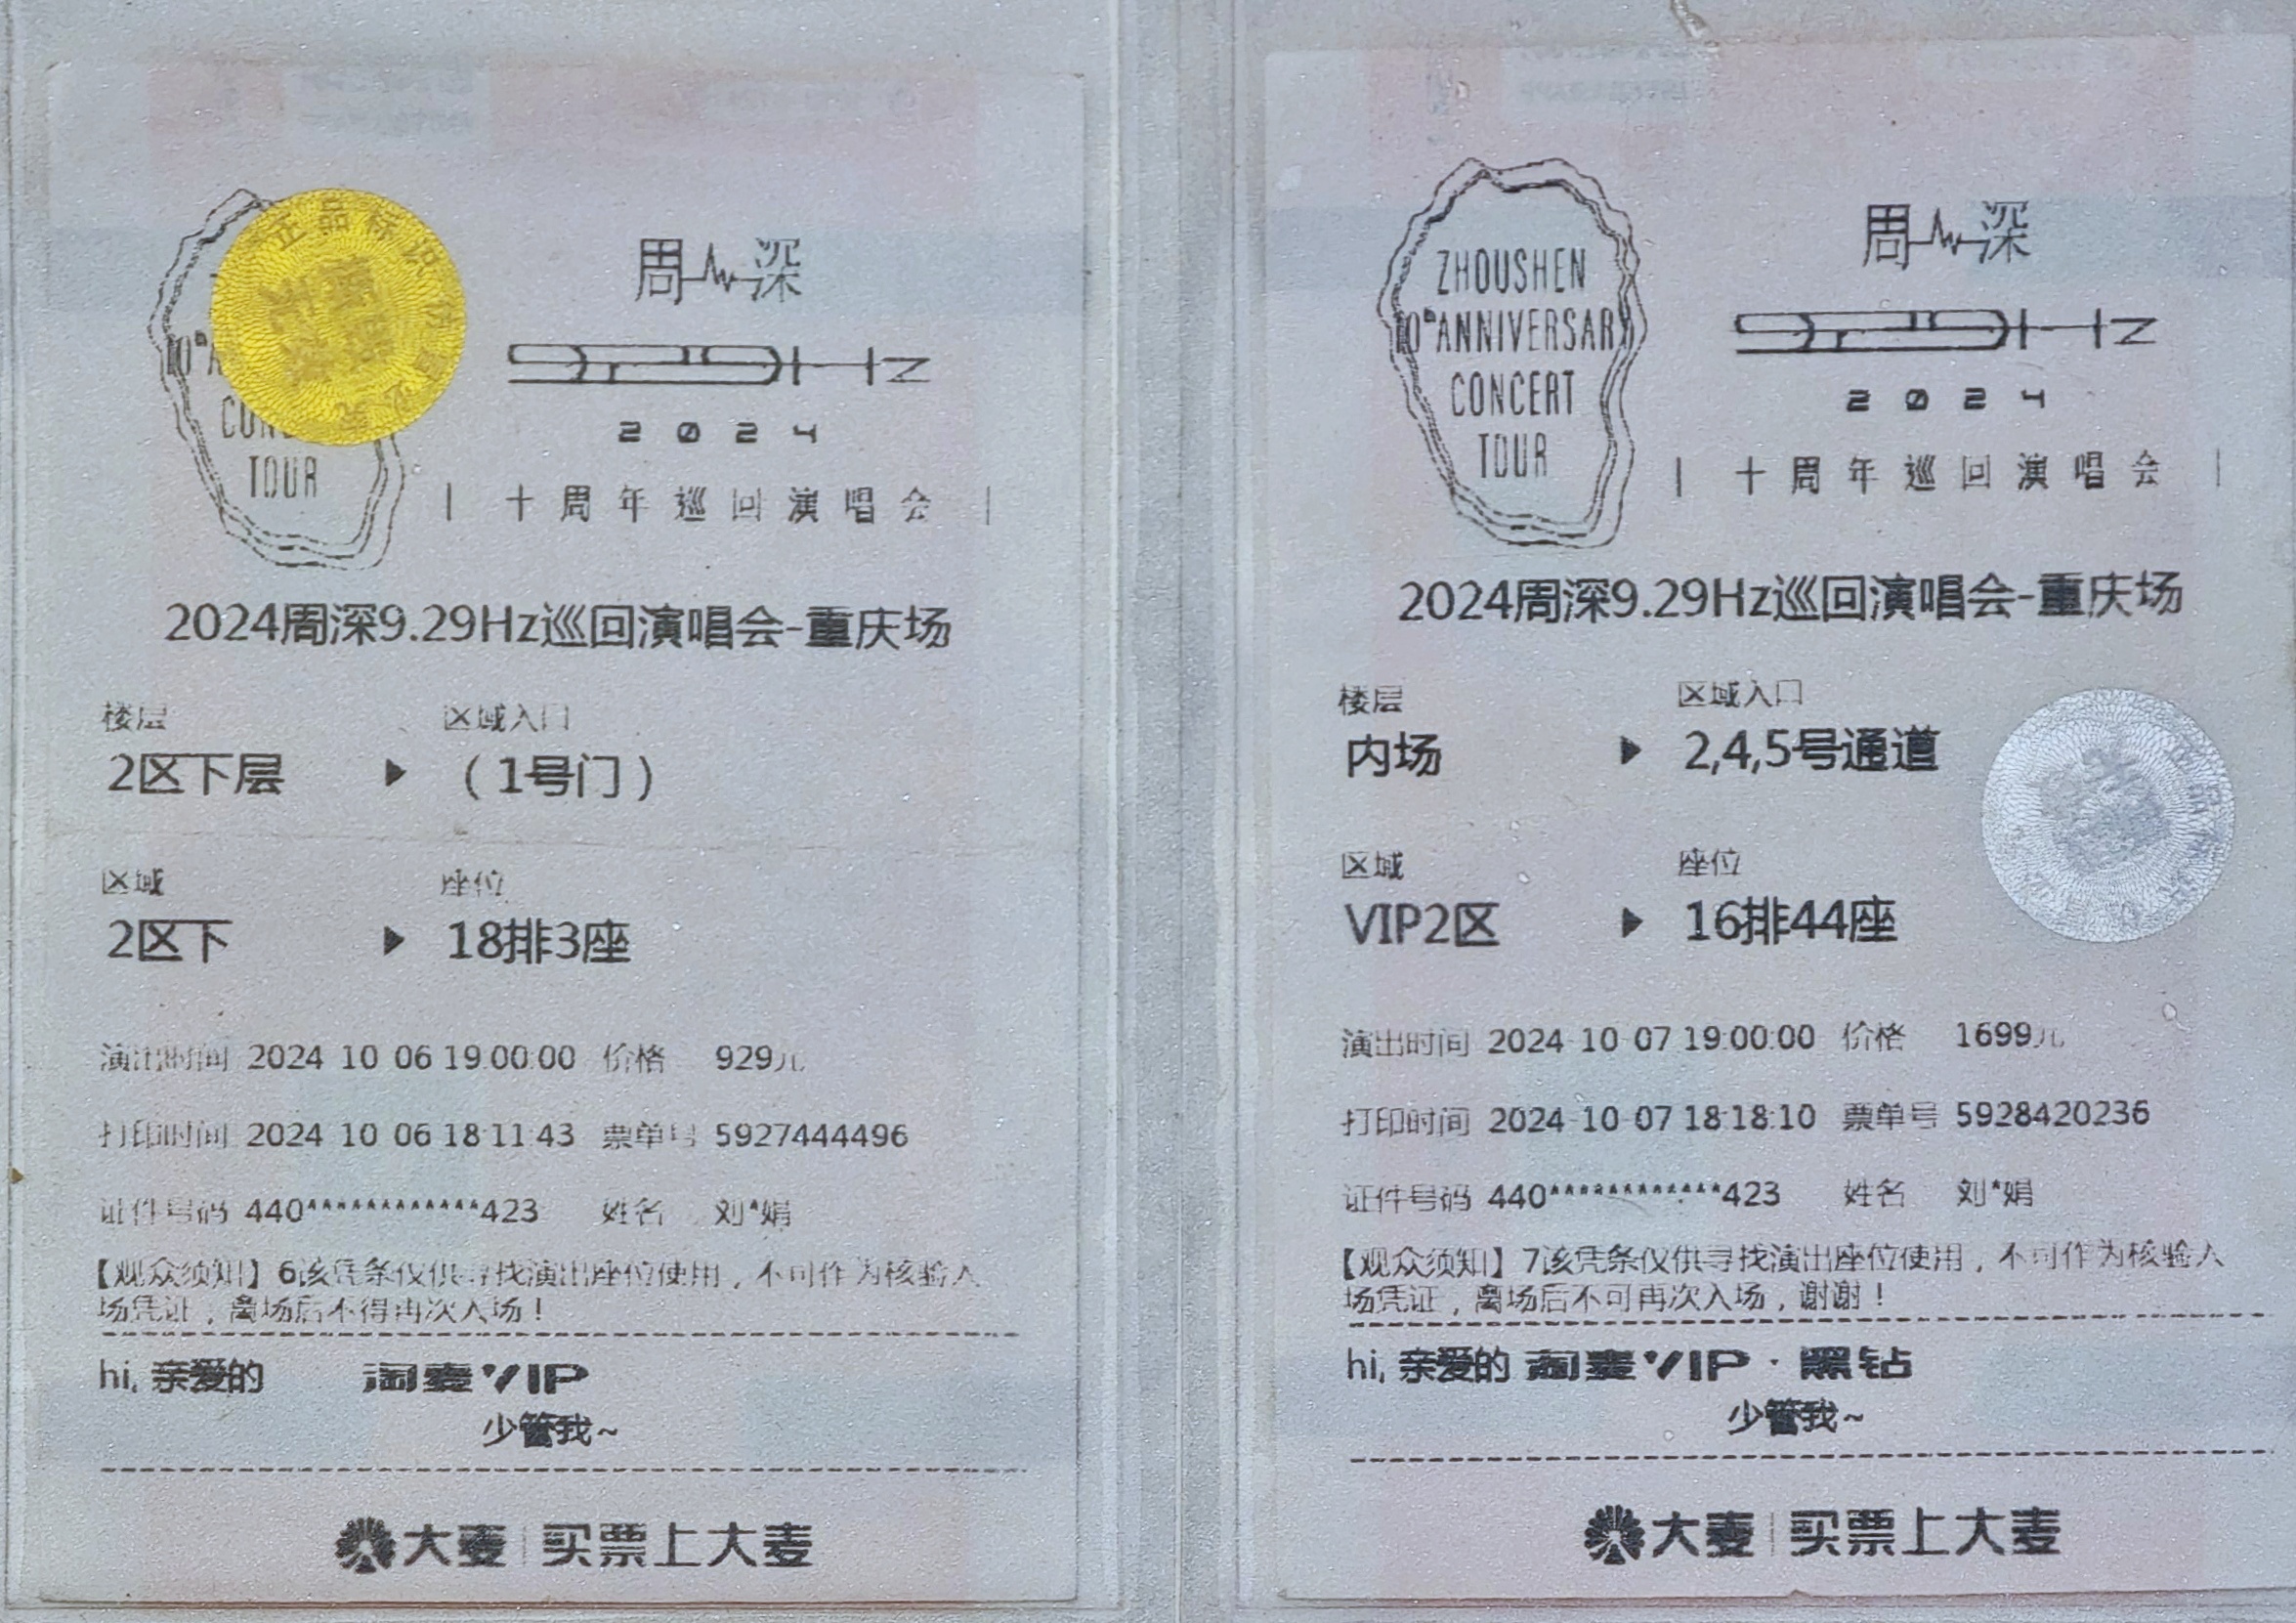 正品标识
10th A
TOUR
周深
9.29HZ
2024
十周年巡回演唱会
2024周深9.29Hz巡回演唱会-重庆场
楼层 区域入口
2区下层 （1号门）
区域 座位
2区下 18排3座
演出时间 2024 10 06 19:00:00 价格 929元
打印时间 2024 10 06 18:11:43 票单号 5927444496
证件号码 440************423 姓名 刘*娟
【观众须知】6该凭条仅供寻找演出座位使用，不可作为核验入
场凭证，离场后不得再次入场！
hi, 亲爱的 淘麦VIP
少管我~
大麦 | 买票上大麦
ZHOUSHEN
10th ANNIVERSARY
CONCERT
TOUR
周深
9.29HZ
2024
十周年巡回演唱会
2024周深9.29Hz巡回演唱会-重庆场
楼层 区域入口
内场 2,4,5号通道
区域 座位
VIP2区 16排44座
演出时间 2024-10-07 19:00:00 价格 1699元
打印时间 2024-10-07 18:18:10 票单号 5928420236
证件号码 440************423 姓名 刘*娟
【观众须知】7该凭条仅供寻找演出座位使用，不可作为核验入
场凭证，离场后不可再次入场，谢谢！
hi, 亲爱的 淘麦VIP·黑钻
少管我~
大麦 | 买票上大麦